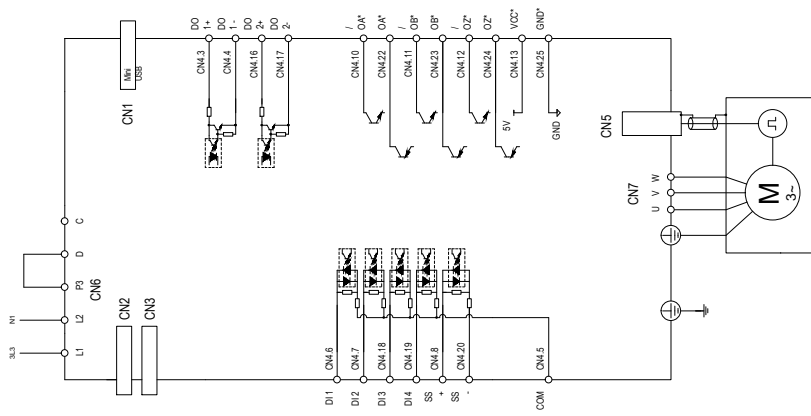 DO
1+
DO
1-
DO
2+
DO
2-
/
OA*
OA*
/
OB*
OB*
/
OZ*
OZ*
VCC*
GND*
CN4.3
CN4.4
CN4.16
CN4.17
CN4.10
CN4.22
CN4.11
CN4.23
CN4.12
CN4.24
CN4.13
CN4.25
5V
GND
Mini
USB
CN1
C
D
P3
L2
L1
CN6
N1
3L3
CN2
CN3
CN5
CN7
U
V
W
M
3~
CN4.6
CN4.7
CN4.18
CN4.19
CN4.8
CN4.20
CN4.5
DI1
DI2
DI3
DI4
SS
+
SS
-
COM